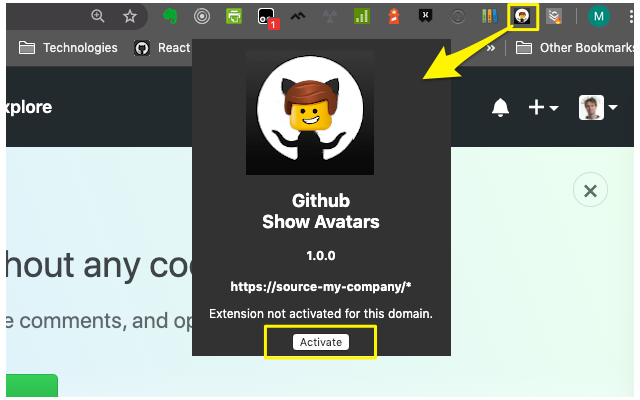 1
M
Technologies
React
»
Other Bookmarks
xplore
Github
Show Avatars
1.0.0
https://source-my-company/*
Extension not activated for this domain.
Activate
hout any co
e comments, and op